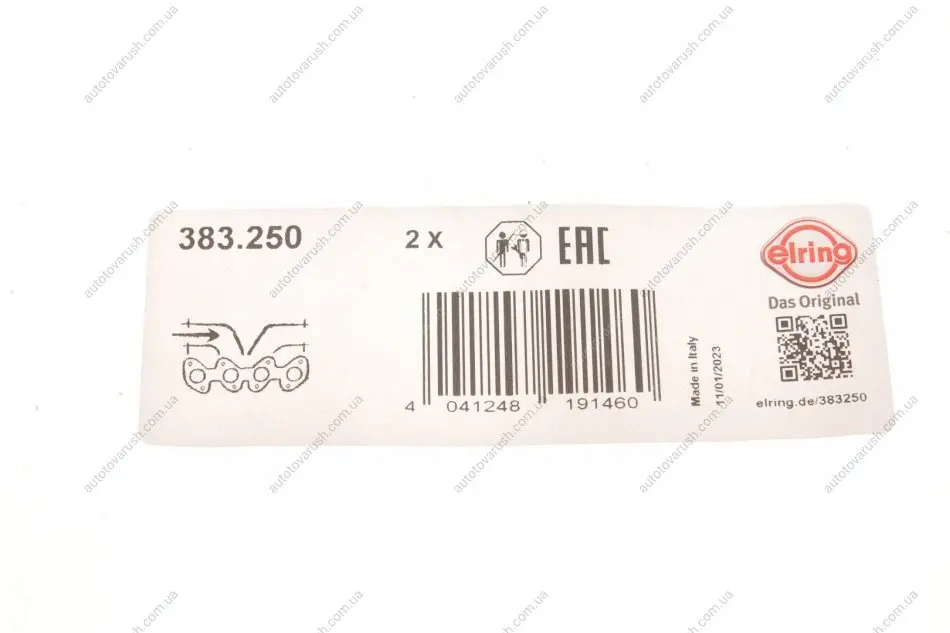 383.250
2 X
EAC
elring
Das Original
4 041248 191460
Made in Italy
11/01/2023
elring.de/383250
autotovarush.com.ua